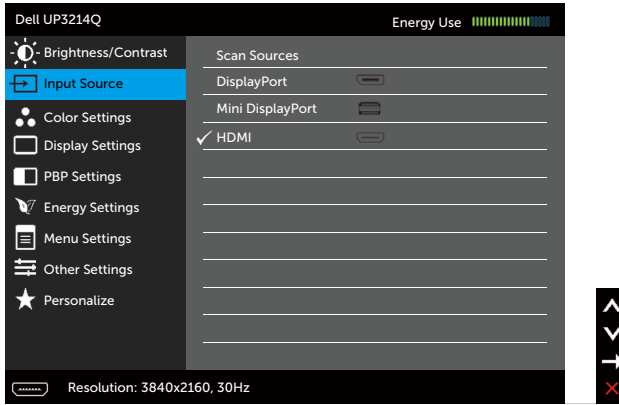 Dell UP3214Q
Energy Use
Brightness/Contrast
Input Source
Color Settings
Display Settings
PBP Settings
Energy Settings
Menu Settings
Other Settings
Personalize
Scan Sources
DisplayPort
Mini DisplayPort
HDMI
Resolution: 3840x2160, 30Hz